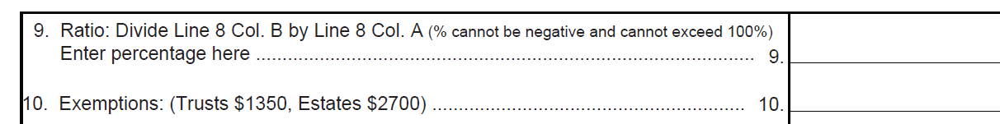 9. Ratio: Divide Line 8 Col. B by Line 8 Col. A (% cannot be negative and cannot exceed 100%)
Enter percentage here ................................................................................................ 9.
10. Exemptions: (Trusts $1350, Estates $2700) ............................................................ 10.